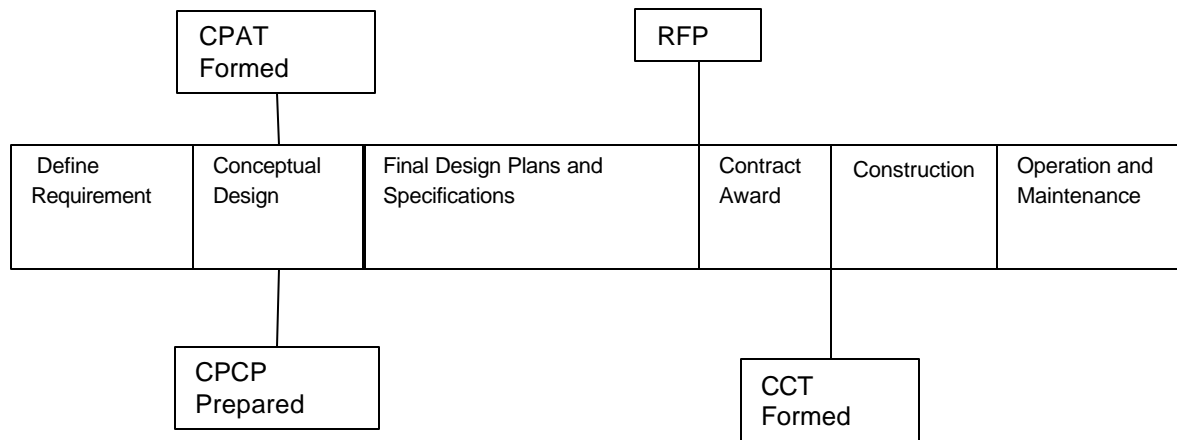 CPAT
Formed
RFP
Define
Requirement
Conceptual
Design
Final Design Plans and
Specifications
Contract
Award
Construction
Operation and
Maintenance
CPCP
Prepared
CCT
Formed